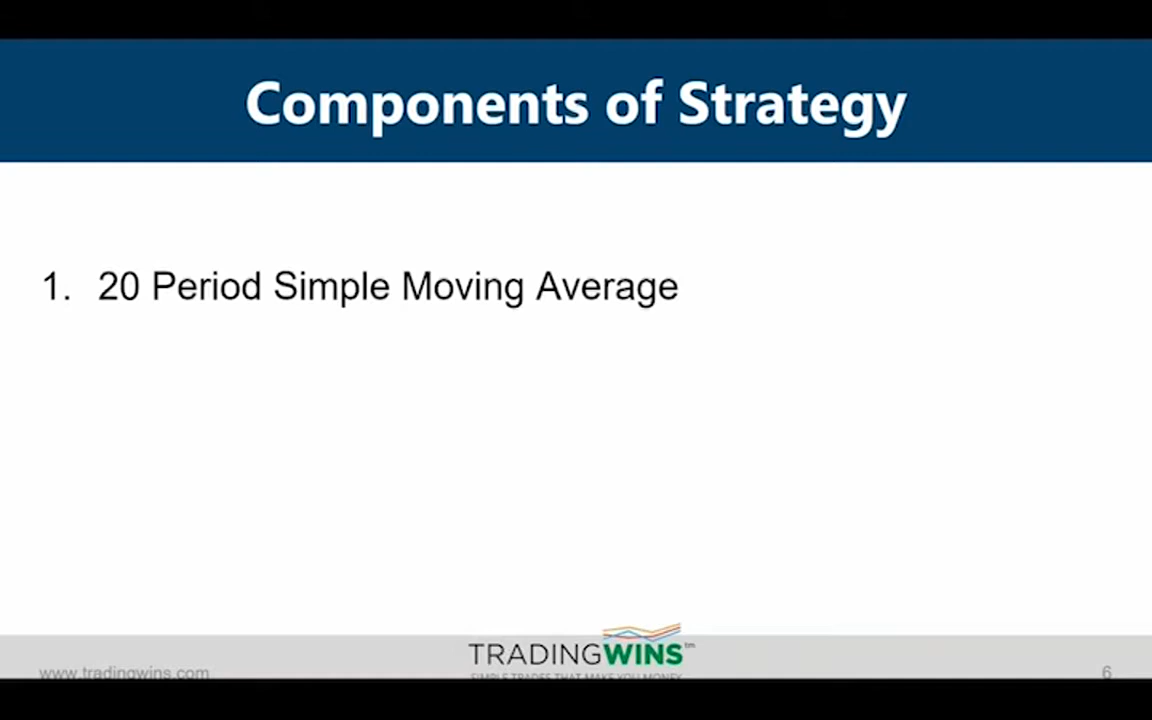 Components of Strategy
1. 20 Period Simple Moving Average
TRADINGWINS™
SIMPLE TRADES THAT MAKE YOU MONEY
www.tradingwins.com
6